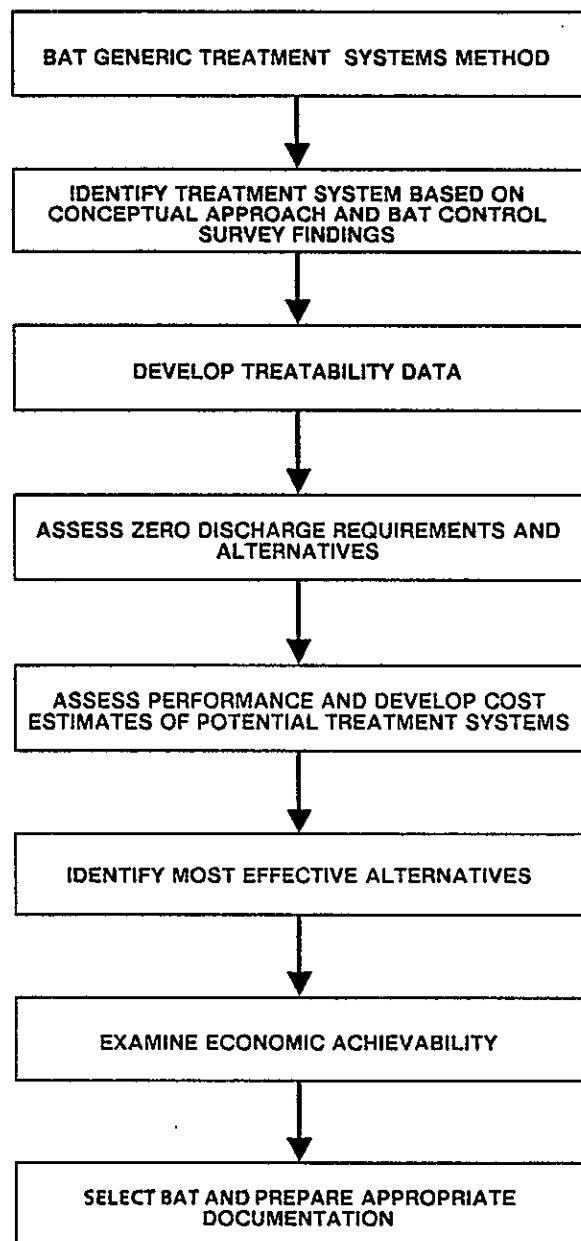 BAT GENERIC TREATMENT SYSTEMS METHOD
IDENTIFY TREATMENT SYSTEM BASED ON
CONCEPTUAL APPROACH AND BAT CONTROL
SURVEY FINDINGS
DEVELOP TREATABILITY DATA
ASSESS ZERO DISCHARGE REQUIREMENTS AND
ALTERNATIVES
ASSESS PERFORMANCE AND DEVELOP COST
ESTIMATES OF POTENTIAL TREATMENT SYSTEMS
IDENTIFY MOST EFFECTIVE ALTERNATIVES
EXAMINE ECONOMIC ACHIEVABILITY
SELECT BAT AND PREPARE APPROPRIATE
DOCUMENTATION